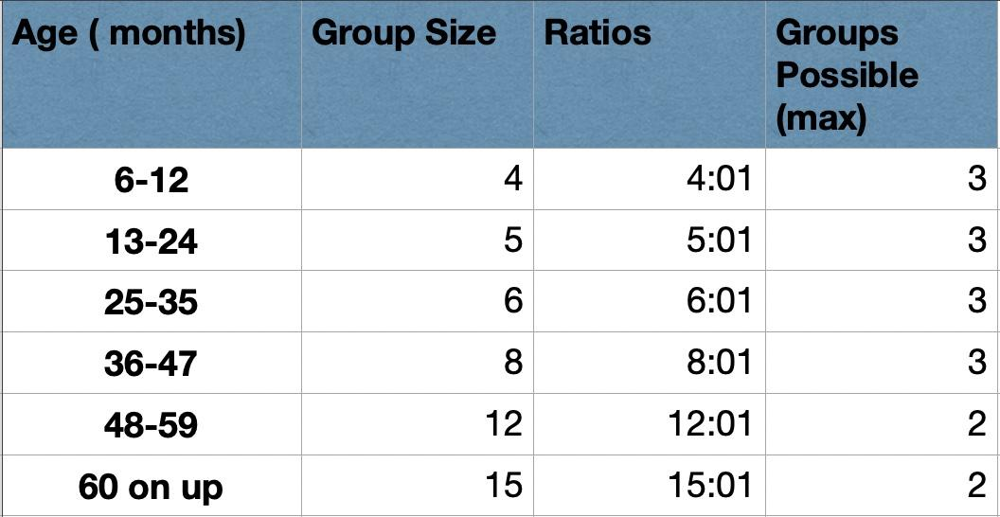 Age ( months) Group Size Ratios Groups
Possible
(max)
6-12 4 4:01 3
13-24 5 5:01 3
25-35 6 6:01 3
36-47 8 8:01 3
48-59 12 12:01 2
60 on up 15 15:01 2